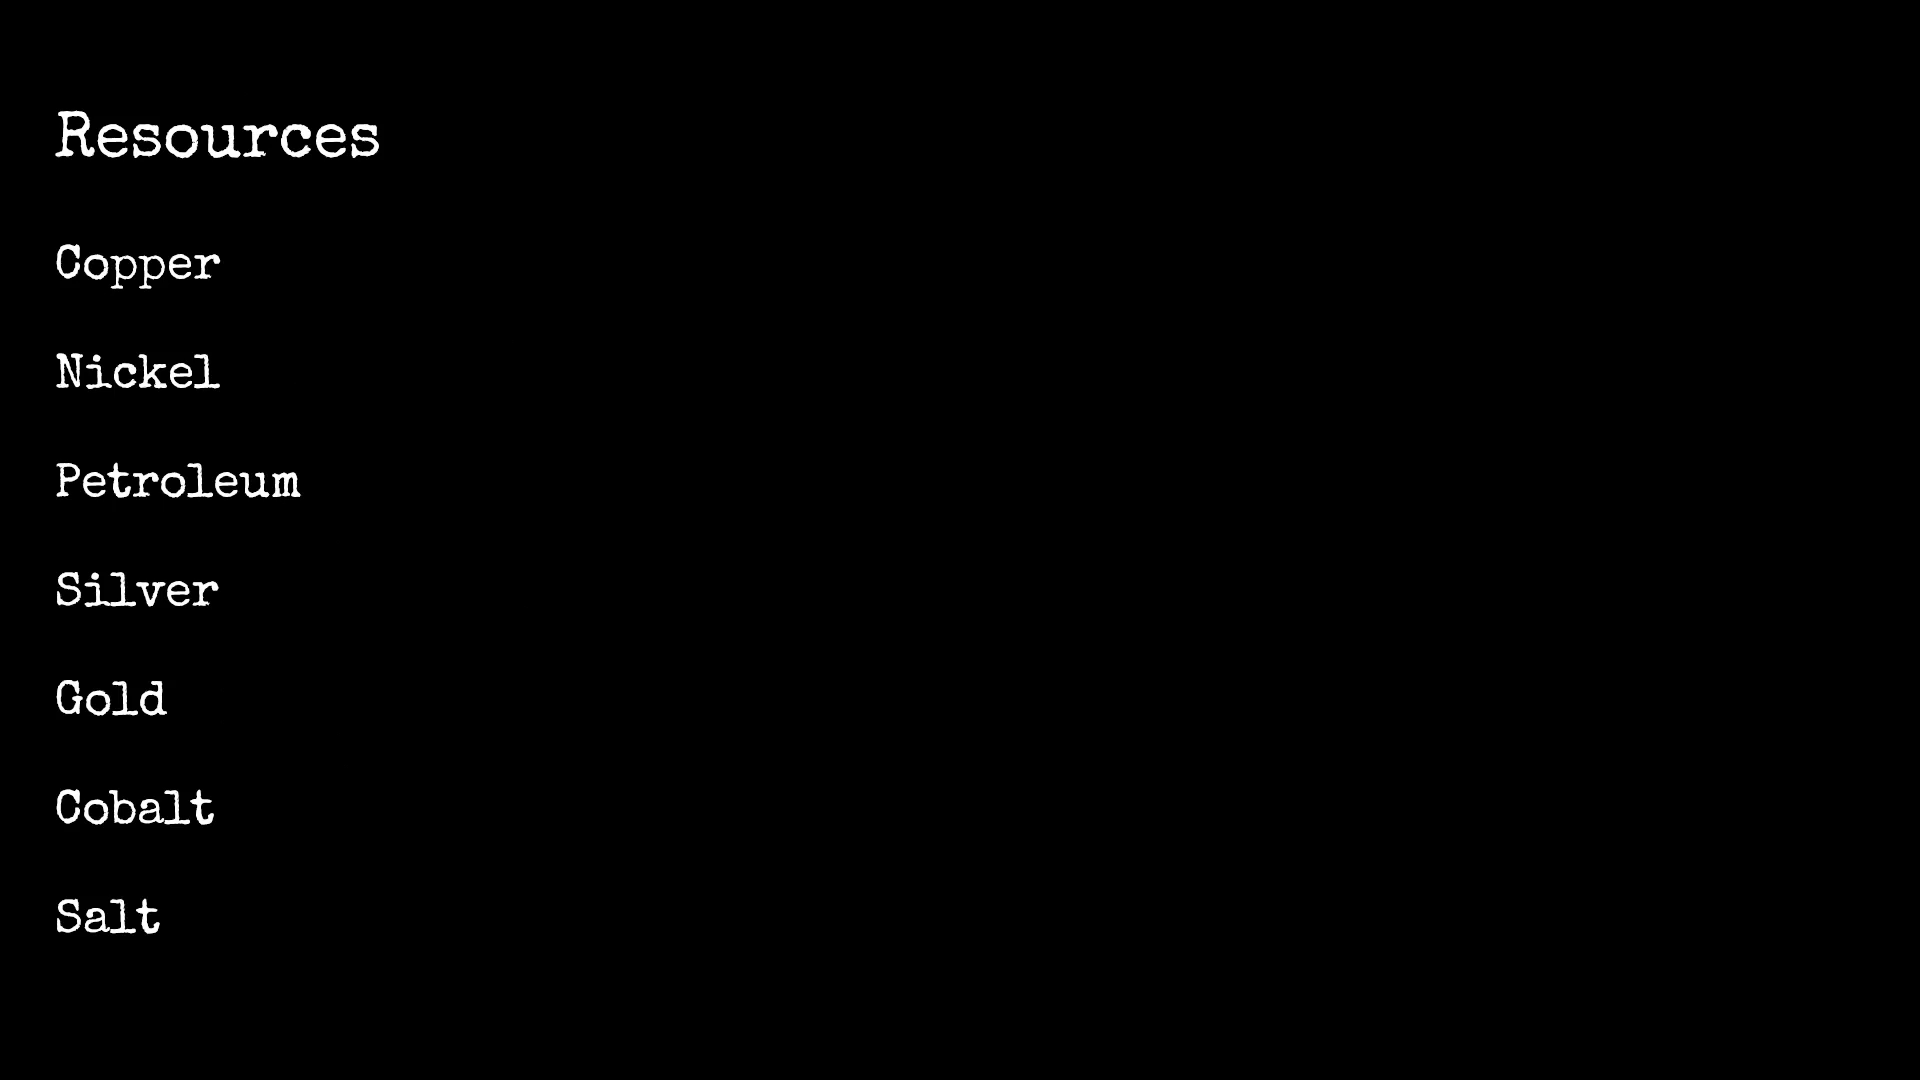 Resources
Copper
Nickel
Petroleum
Silver
Gold
Cobalt
Salt